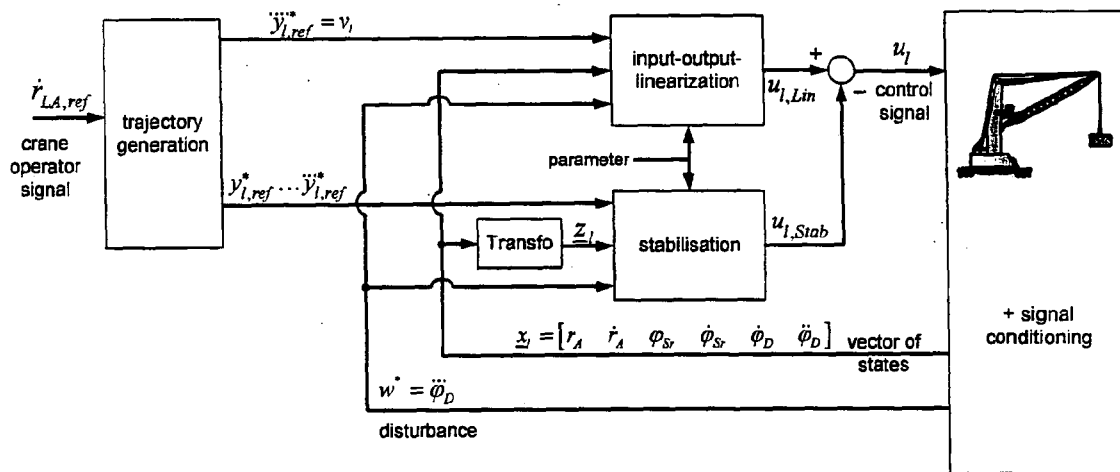 ÿ̈*l,ref = vl
ṙLA,ref
crane
operator
signal
trajectory
generation
input-output-
linearization
ul,Lin
+
−
ul
control
signal
parameter
y*l,ref ... y⃛*l,ref
Transfo
zl
stabilisation
ul,Stab
+ signal
conditioning
xl = [rA ṙA φSr φ̇Sr φ̇D φ̈D]
vector of
states
w* = φ⃛D
disturbance